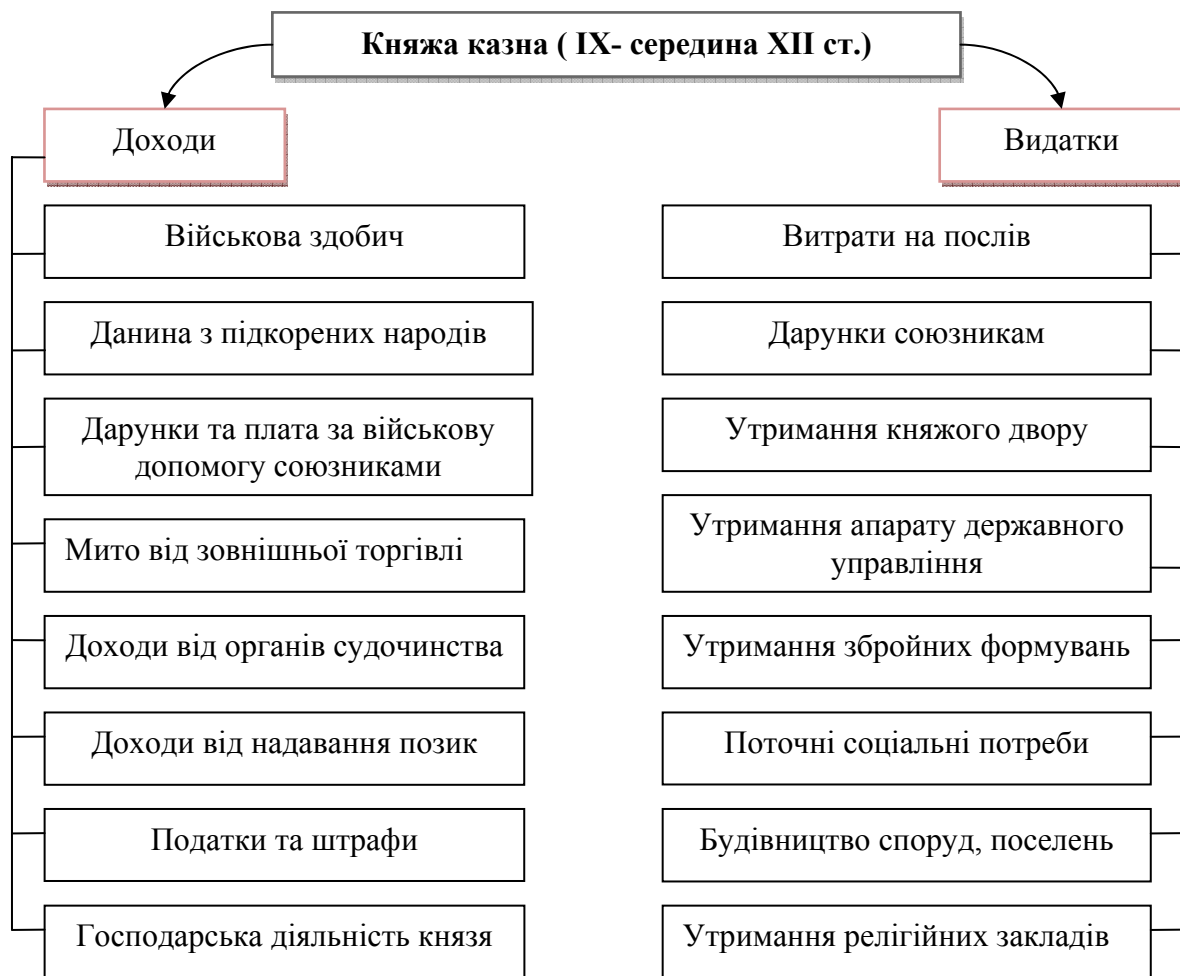 Княжа казна ( IX- середина XII ст.)
Доходи
Військова здобич
Данина з підкорених народів
Дарунки та плата за військову
допомогу союзниками
Мито від зовнішньої торгівлі
Доходи від органів судочинства
Доходи від надавання позик
Податки та штрафи
Господарська діяльність князя
Видатки
Витрати на послів
Дарунки союзникам
Утримання княжого двору
Утримання апарату державного
управління
Утримання збройних формувань
Поточні соціальні потреби
Будівництво споруд, поселень
Утримання релігійних закладів